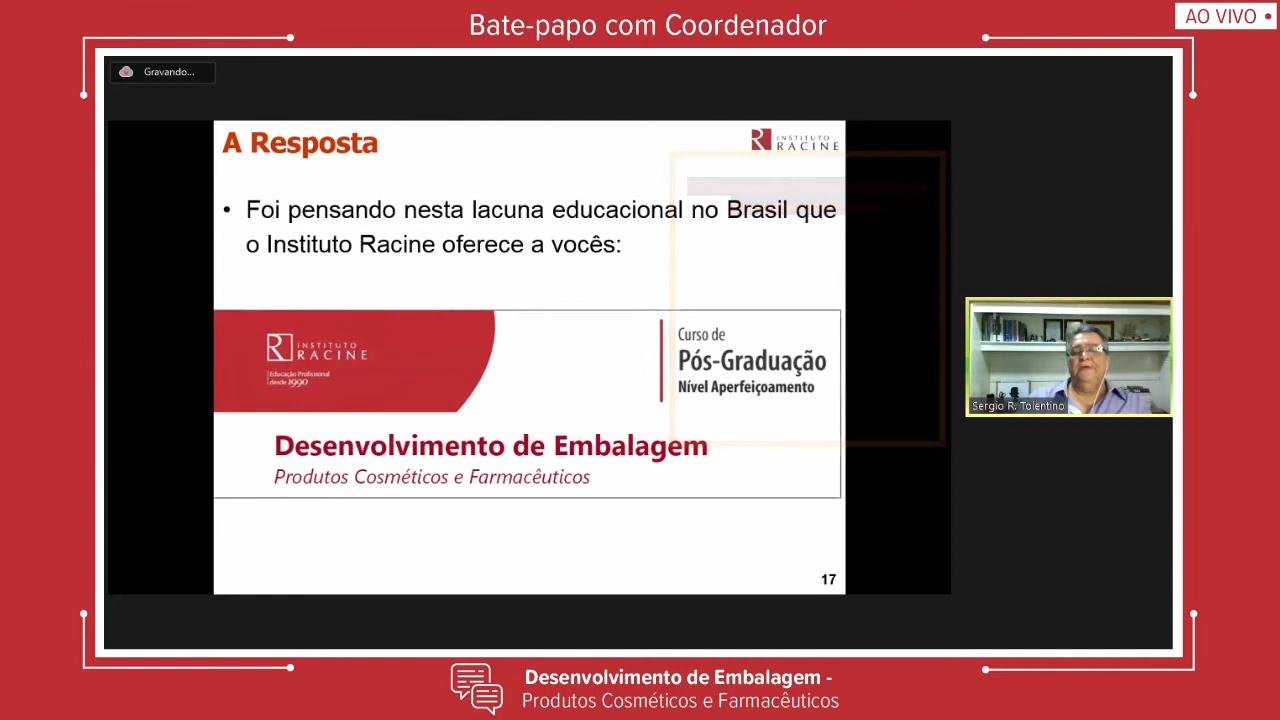 Bate-papo com Coordenador
AO VIVO •
Gravando...
A Resposta
INSTITUTO
RACINE
• Foi pensando nesta lacuna educacional no Brasil que
o Instituto Racine oferece a vocês:
INSTITUTO
RACINE
Educação Profissional
desde 1990
Curso de
Pós-Graduação
Nível Aperfeiçoamento
Desenvolvimento de Embalagem
Produtos Cosméticos e Farmacêuticos
17
Sergio R. Tolentino
Desenvolvimento de Embalagem -
Produtos Cosméticos e Farmacêuticos